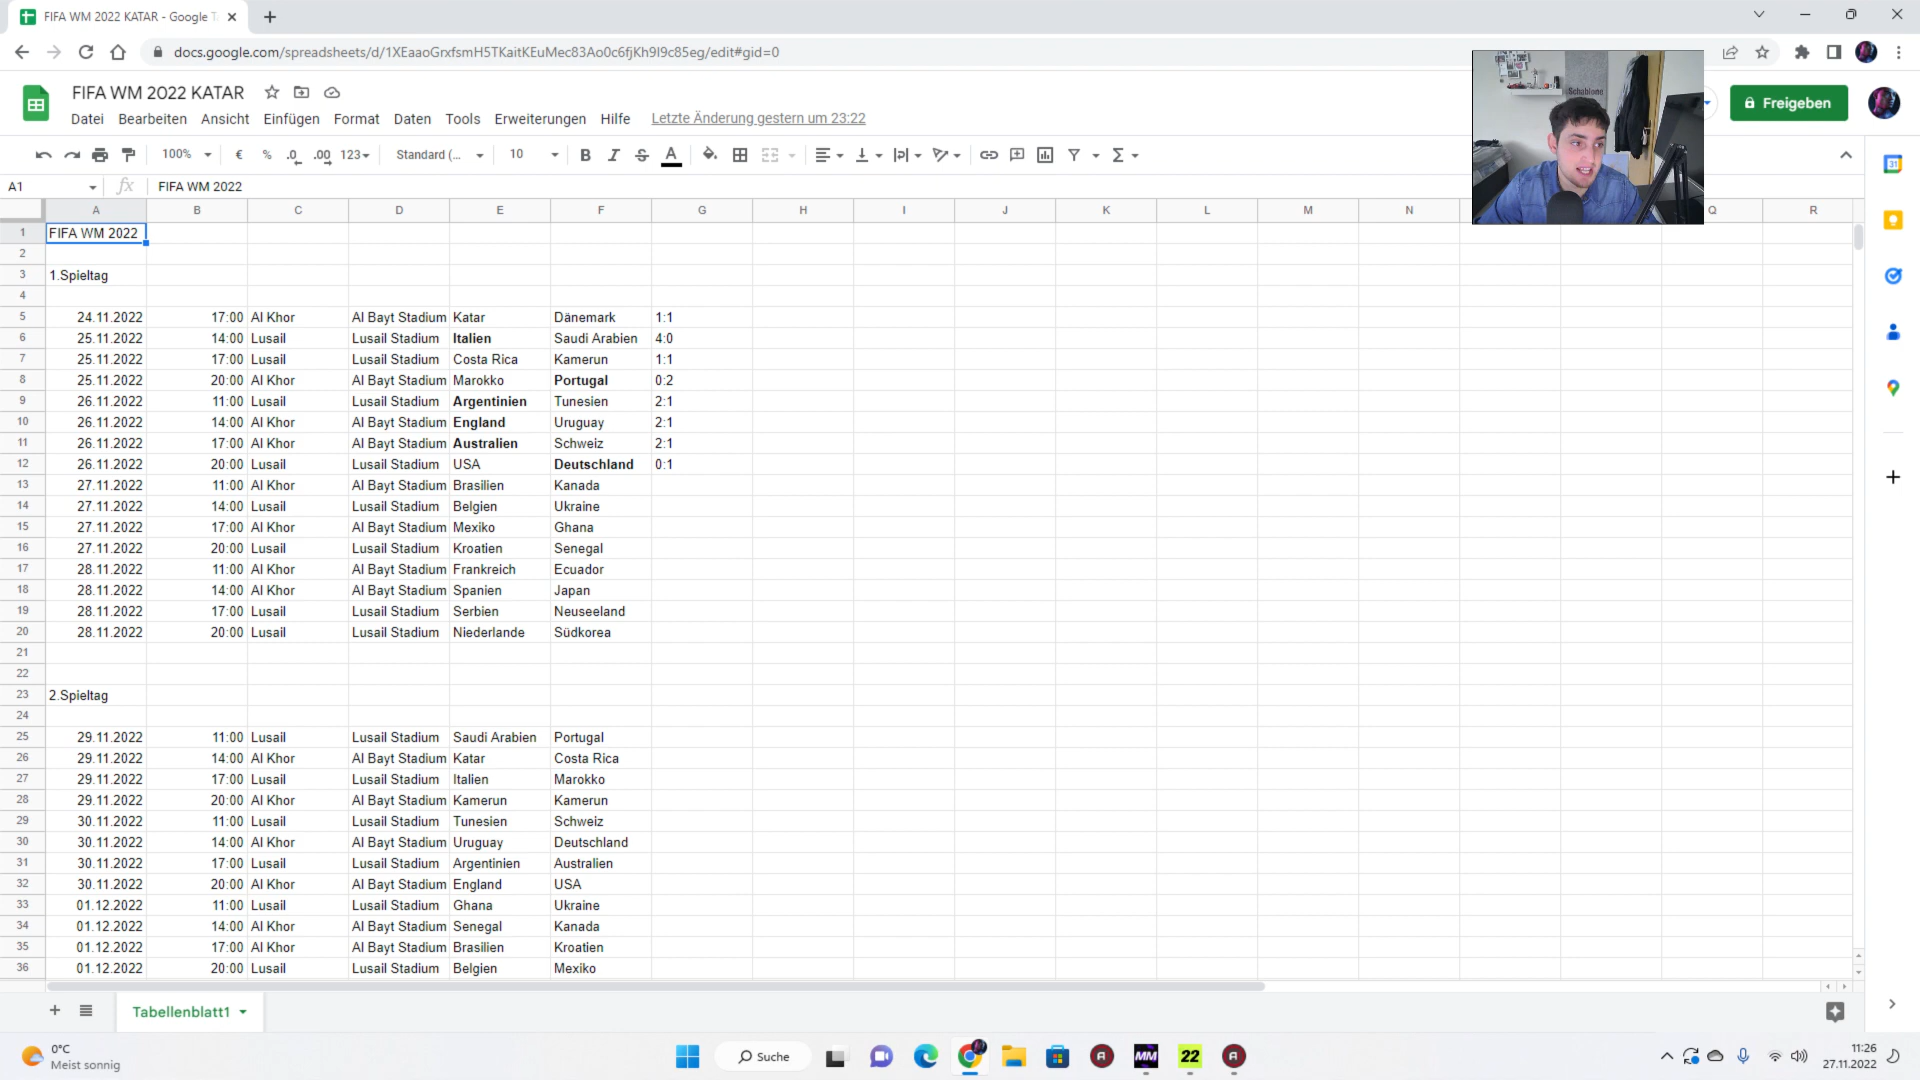 FIFA WM 2022 KATAR - Google T
docs.google.com/spreadsheets/d/1XEaaoGrxfsmH5TKaitKEuMec83Ao0c6fjKh9I9c85eg/edit#gid=0
FIFA WM 2022 KATAR
Freigeben
Datei Bearbeiten Ansicht Einfügen Format Daten Tools Erweiterungen Hilfe Letzte Änderung gestern um 23:22
Schablone
100% € % .0 .00 123 Standard (... 10 B I S A
A1 fx FIFA WM 2022
A B C D E F G H I J K L M N Q R
1 FIFA WM 2022
2
3 1.Spieltag
4
5 24.11.2022 17:00 Al Khor Al Bayt Stadium Katar Dänemark 1:1
6 25.11.2022 14:00 Lusail Lusail Stadium Italien Saudi Arabien 4:0
7 25.11.2022 17:00 Lusail Lusail Stadium Costa Rica Kamerun 1:1
8 25.11.2022 20:00 Al Khor Al Bayt Stadium Marokko Portugal 0:2
9 26.11.2022 11:00 Lusail Lusail Stadium Argentinien Tunesien 2:1
10 26.11.2022 14:00 Al Khor Al Bayt Stadium England Uruguay 2:1
11 26.11.2022 17:00 Al Khor Al Bayt Stadium Australien Schweiz 2:1
12 26.11.2022 20:00 Lusail Lusail Stadium USA Deutschland 0:1
13 27.11.2022 11:00 Al Khor Al Bayt Stadium Brasilien Kanada
14 27.11.2022 14:00 Lusail Lusail Stadium Belgien Ukraine
15 27.11.2022 17:00 Al Khor Al Bayt Stadium Mexiko Ghana
16 27.11.2022 20:00 Lusail Lusail Stadium Kroatien Senegal
17 28.11.2022 11:00 Al Khor Al Bayt Stadium Frankreich Ecuador
18 28.11.2022 14:00 Al Khor Al Bayt Stadium Spanien Japan
19 28.11.2022 17:00 Lusail Lusail Stadium Serbien Neuseeland
20 28.11.2022 20:00 Lusail Lusail Stadium Niederlande Südkorea
21
22
23 2.Spieltag
24
25 29.11.2022 11:00 Lusail Lusail Stadium Saudi Arabien Portugal
26 29.11.2022 14:00 Al Khor Al Bayt Stadium Katar Costa Rica
27 29.11.2022 17:00 Lusail Lusail Stadium Italien Marokko
28 29.11.2022 20:00 Al Khor Al Bayt Stadium Kamerun Kamerun
29 30.11.2022 11:00 Lusail Lusail Stadium Tunesien Schweiz
30 30.11.2022 14:00 Al Khor Al Bayt Stadium Uruguay Deutschland
31 30.11.2022 17:00 Lusail Lusail Stadium Argentinien Australien
32 30.11.2022 20:00 Al Khor Al Bayt Stadium England USA
33 01.12.2022 11:00 Lusail Lusail Stadium Ghana Ukraine
34 01.12.2022 14:00 Al Khor Al Bayt Stadium Senegal Kanada
35 01.12.2022 17:00 Al Khor Al Bayt Stadium Brasilien Kroatien
36 01.12.2022 20:00 Lusail Lusail Stadium Belgien Mexiko
Tabellenblatt1
0°C
Meist sonnig
Suche
MM
22
11:26
27.11.2022